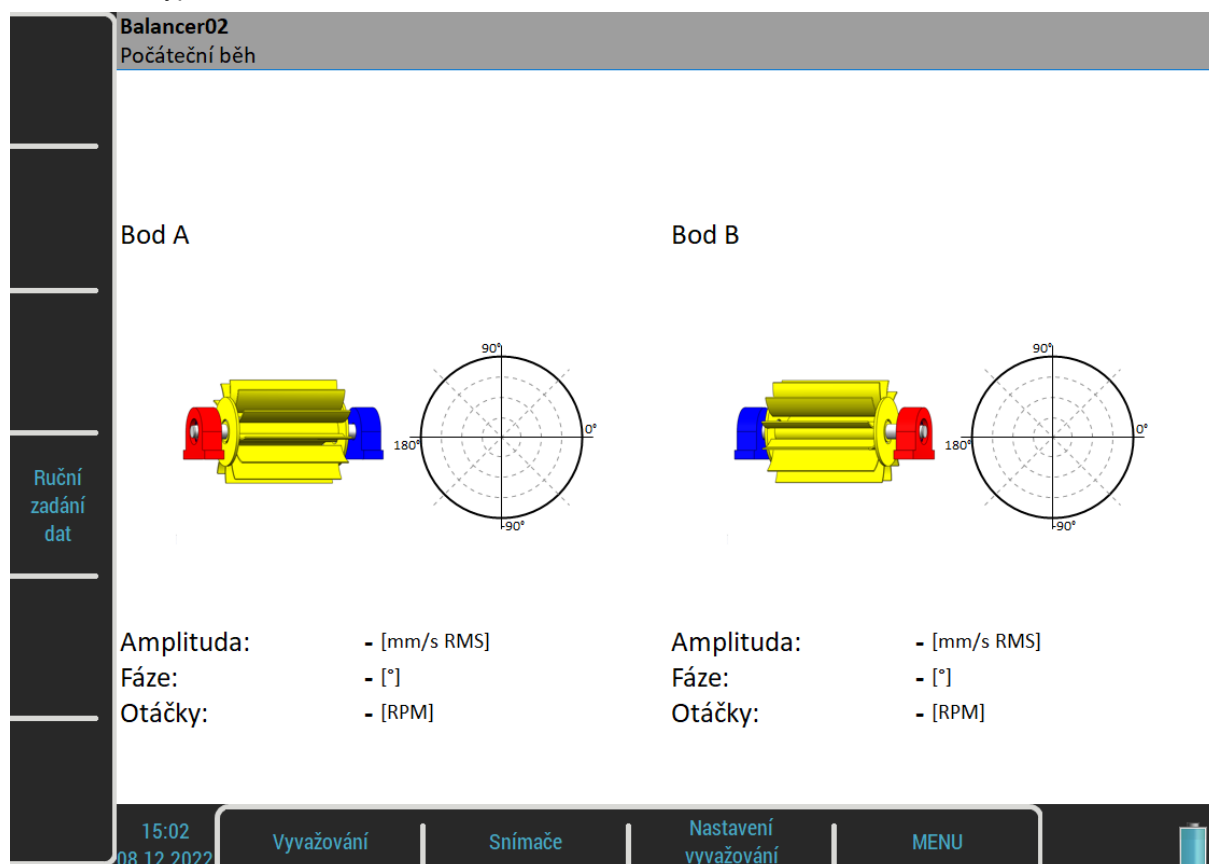 Balancer02
Počáteční běh
Bod A
Bod B
90°
0°
180°
-90°
90°
0°
180°
-90°
Ruční
zadání
dat
Amplituda: - [mm/s RMS]
Fáze: - [°]
Otáčky: - [RPM]
Amplituda: - [mm/s RMS]
Fáze: - [°]
Otáčky: - [RPM]
15:02
08.12.2022
Vyvažování
Snímače
Nastavení
vyvažování
MENU